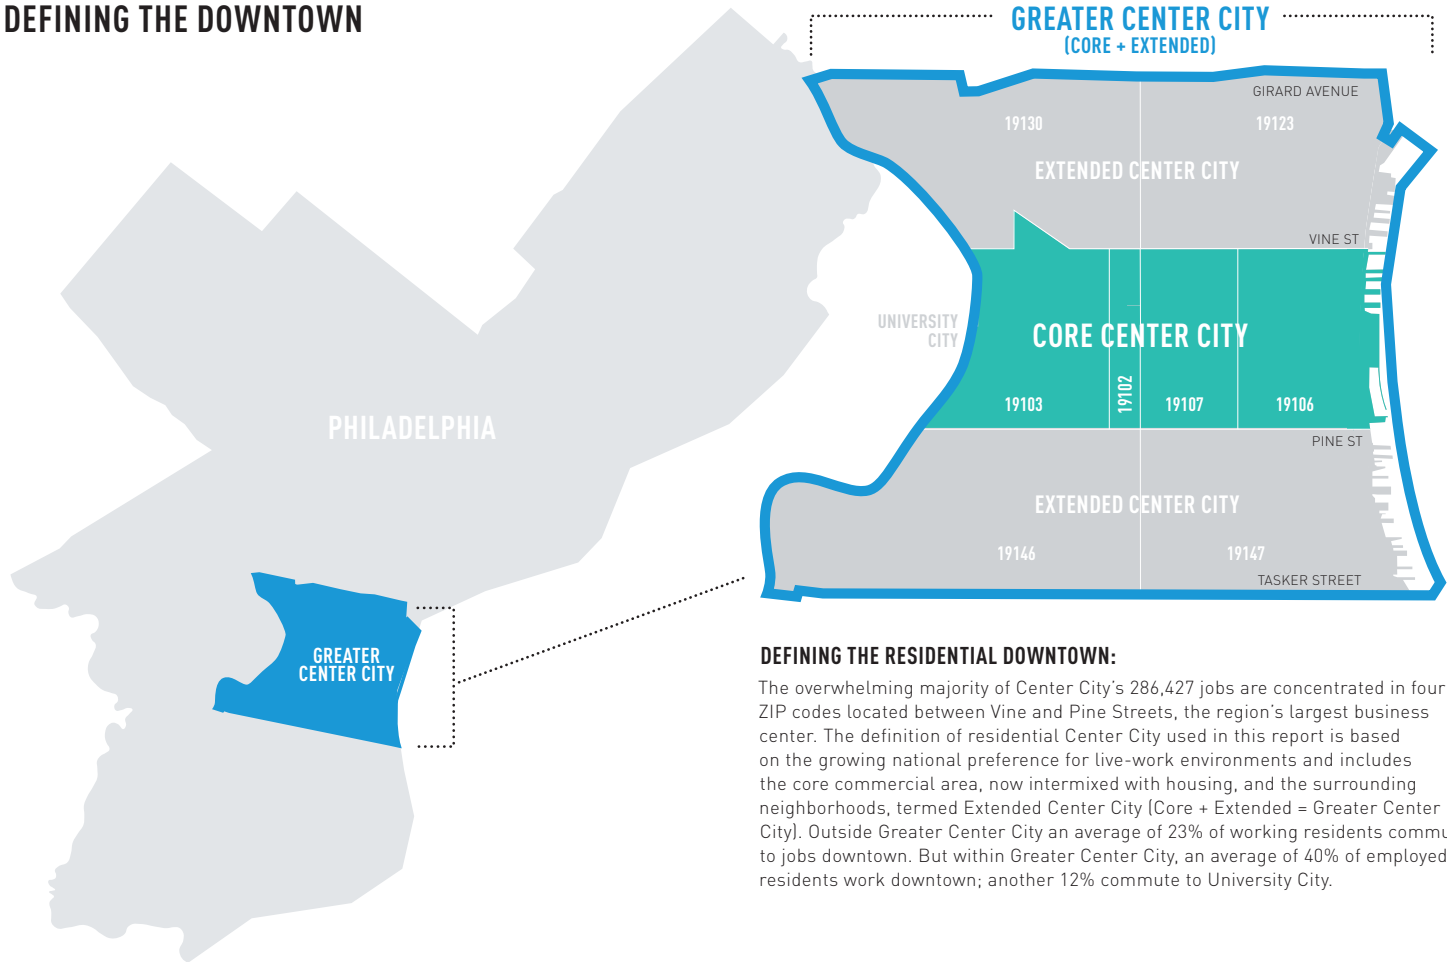 DEFINING THE DOWNTOWN
GREATER CENTER CITY
(CORE + EXTENDED)
GIRARD AVENUE
19130
19123
EXTENDED CENTER CITY
VINE ST
UNIVERSITY
CITY
CORE CENTER CITY
19103
19102
19107
19106
PINE ST
EXTENDED CENTER CITY
19146
19147
TASKER STREET
PHILADELPHIA
GREATER
CENTER CITY
DEFINING THE RESIDENTIAL DOWNTOWN:
The overwhelming majority of Center City's 286,427 jobs are concentrated in four
ZIP codes located between Vine and Pine Streets, the region's largest business
center. The definition of residential Center City used in this report is based
on the growing national preference for live-work environments and includes
the core commercial area, now intermixed with housing, and the surrounding
neighborhoods, termed Extended Center City (Core + Extended = Greater Center
City). Outside Greater Center City an average of 23% of working residents
to jobs downtown. But within Greater Center City, an average of 40% of employed
residents work downtown; another 12% commute to University City.